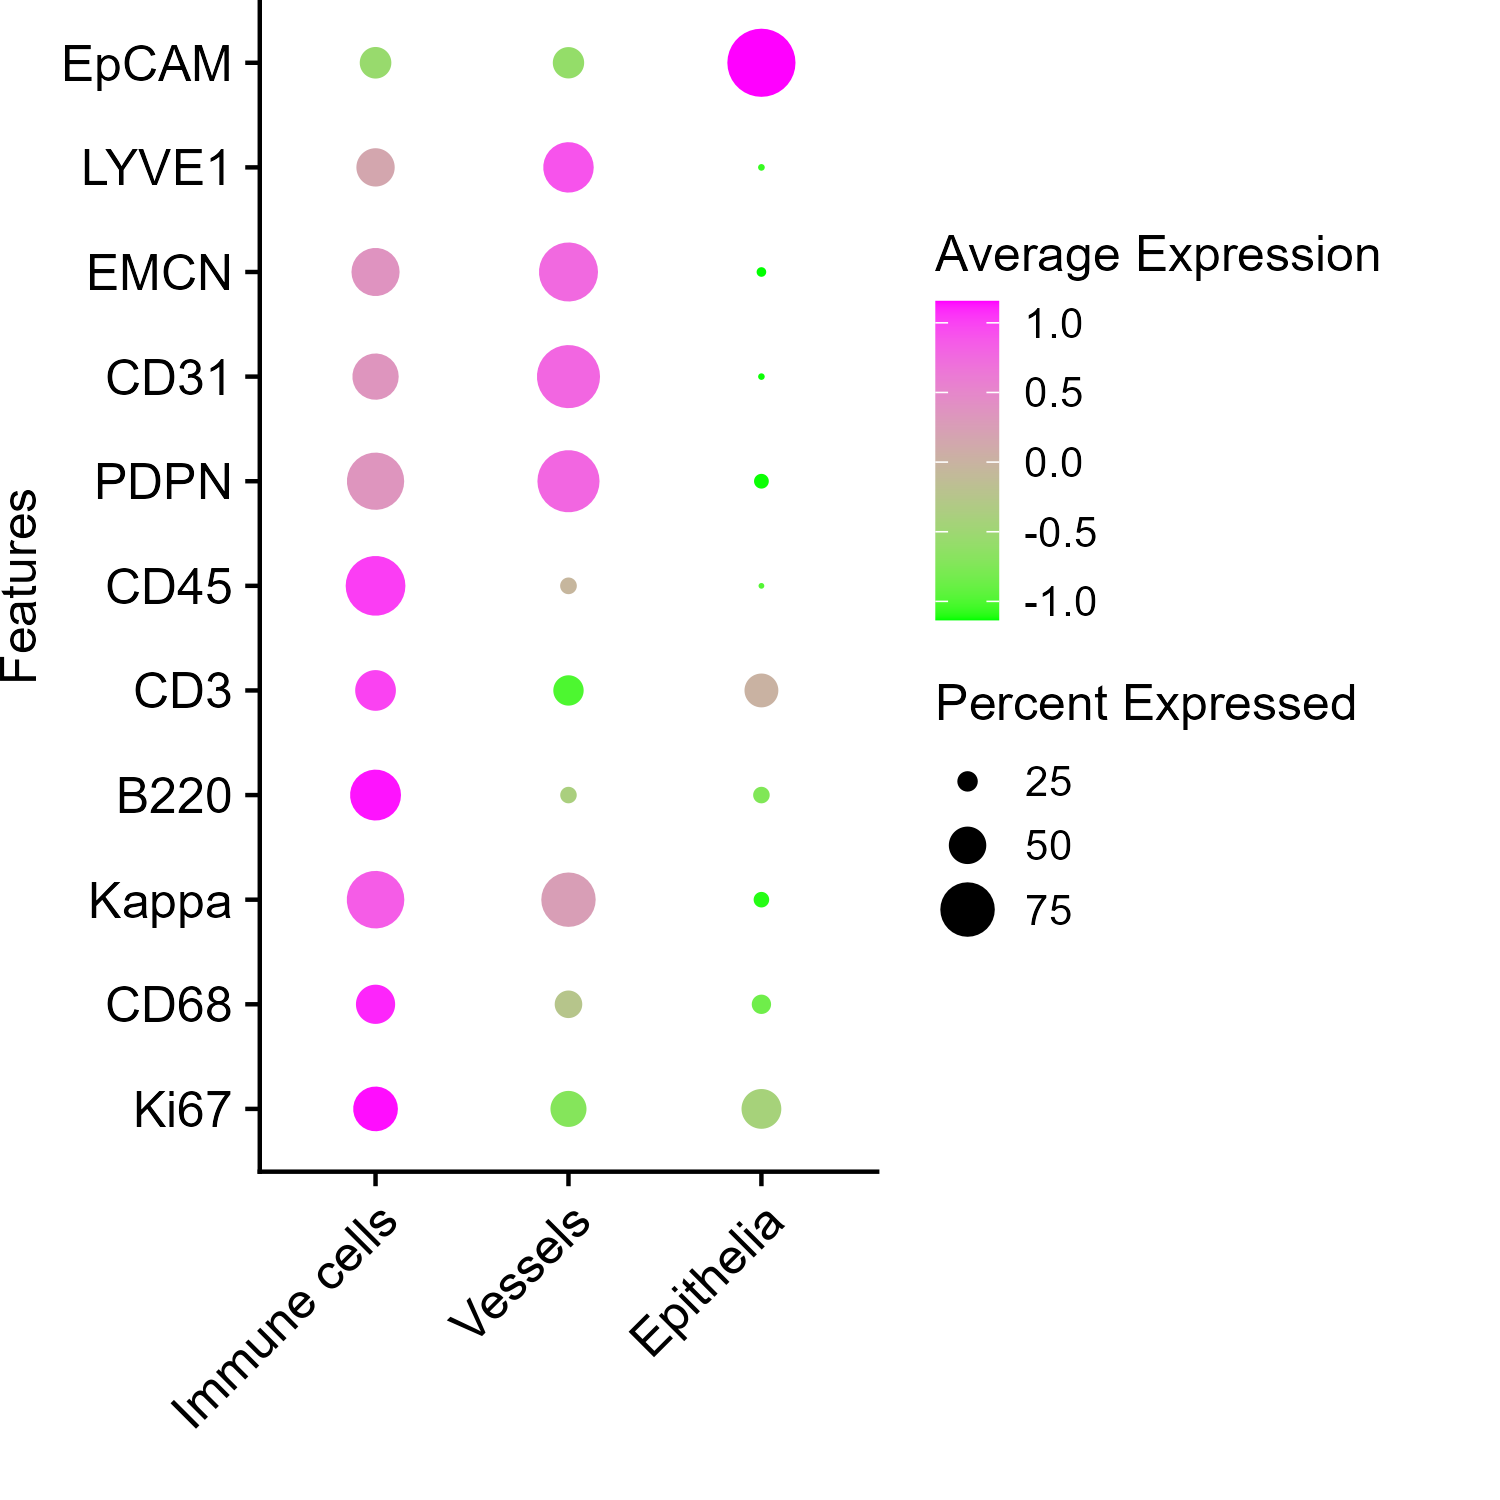 Features
EpCAM
LYVE1
EMCN
CD31
PDPN
CD45
CD3
B220
Kappa
CD68
Ki67
Immune cells
Vessels
Epithelia
Average Expression
1.0
0.5
0.0
-0.5
-1.0
Percent Expressed
25
50
75